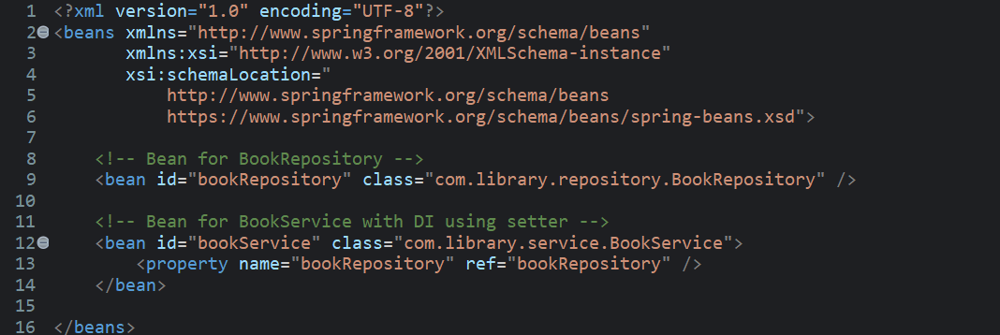 1 <?xml version="1.0" encoding="UTF-8"?>
2 <beans xmlns="http://www.springframework.org/schema/beans"
3        xmlns:xsi="http://www.w3.org/2001/XMLSchema-instance"
4        xsi:schemaLocation="
5            http://www.springframework.org/schema/beans
6            https://www.springframework.org/schema/beans/spring-beans.xsd">
7
8     <!-- Bean for BookRepository -->
9     <bean id="bookRepository" class="com.library.repository.BookRepository" />
10
11     <!-- Bean for BookService with DI using setter -->
12     <bean id="bookService" class="com.library.service.BookService">
13         <property name="bookRepository" ref="bookRepository" />
14     </bean>
15
16 </beans>